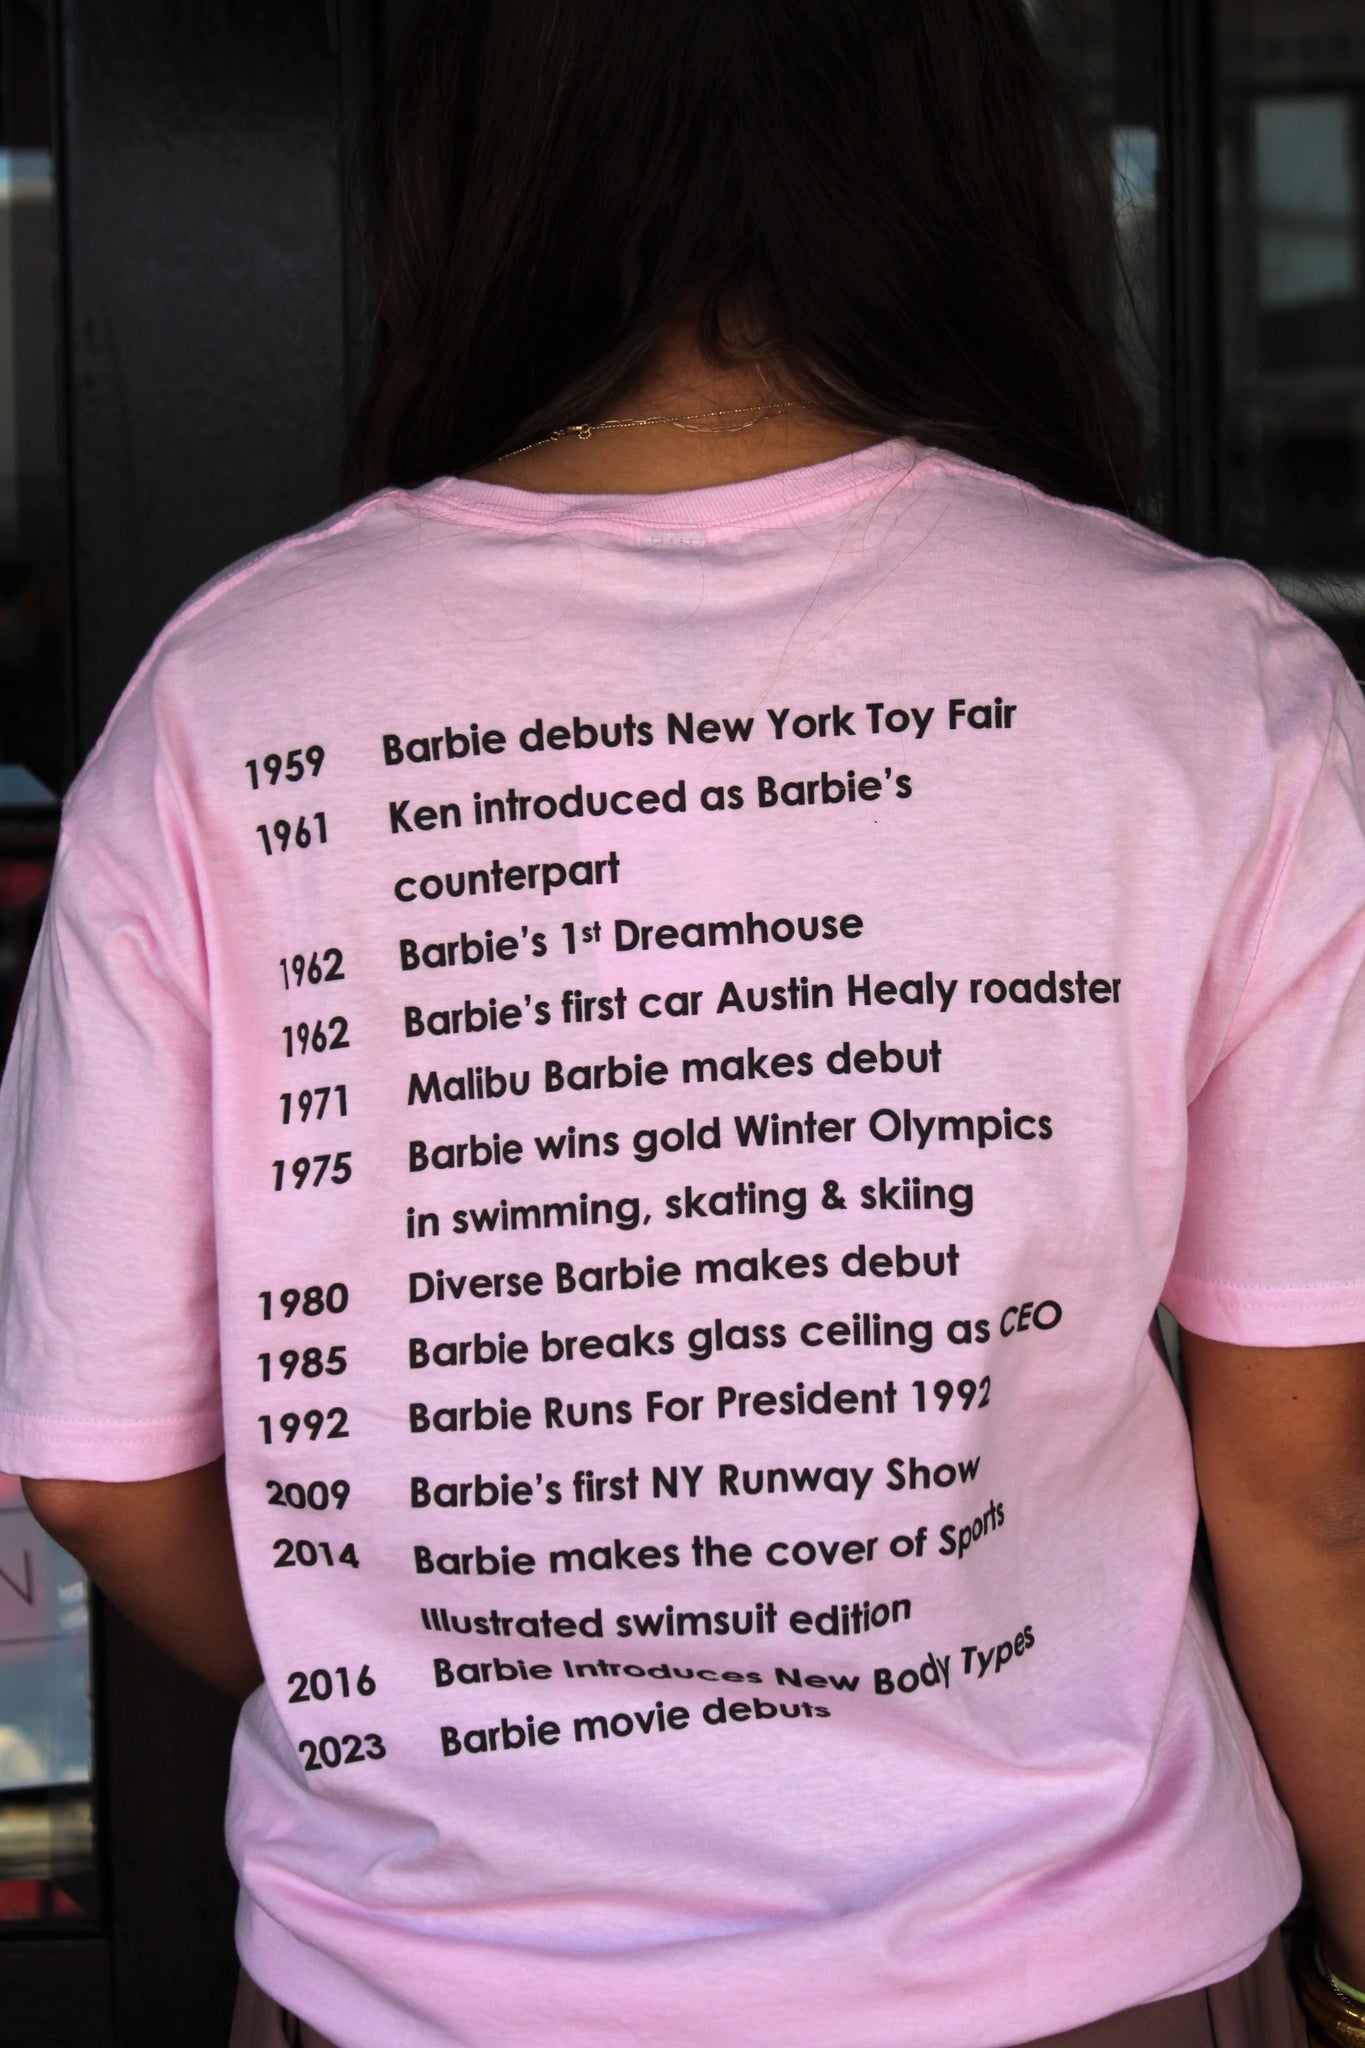 1959 Barbie debuts New York Toy Fair
1961 Ken introduced as Barbie's
counterpart
1962 Barbie's 1st Dreamhouse
1962 Barbie's first car Austin Healy roadster
1971 Malibu Barbie makes debut
1975 Barbie wins gold Winter Olympics
in swimming, skating & skiing
1980 Diverse Barbie makes debut
1985 Barbie breaks glass ceiling as CEO
1992 Barbie Runs For President 1992
2009 Barbie's first NY Runway Show
2014 Barbie makes the cover of Sports
Illustrated swimsuit edition
2016 Barbie Introduces New Body Types
2023 Barbie movie debuts